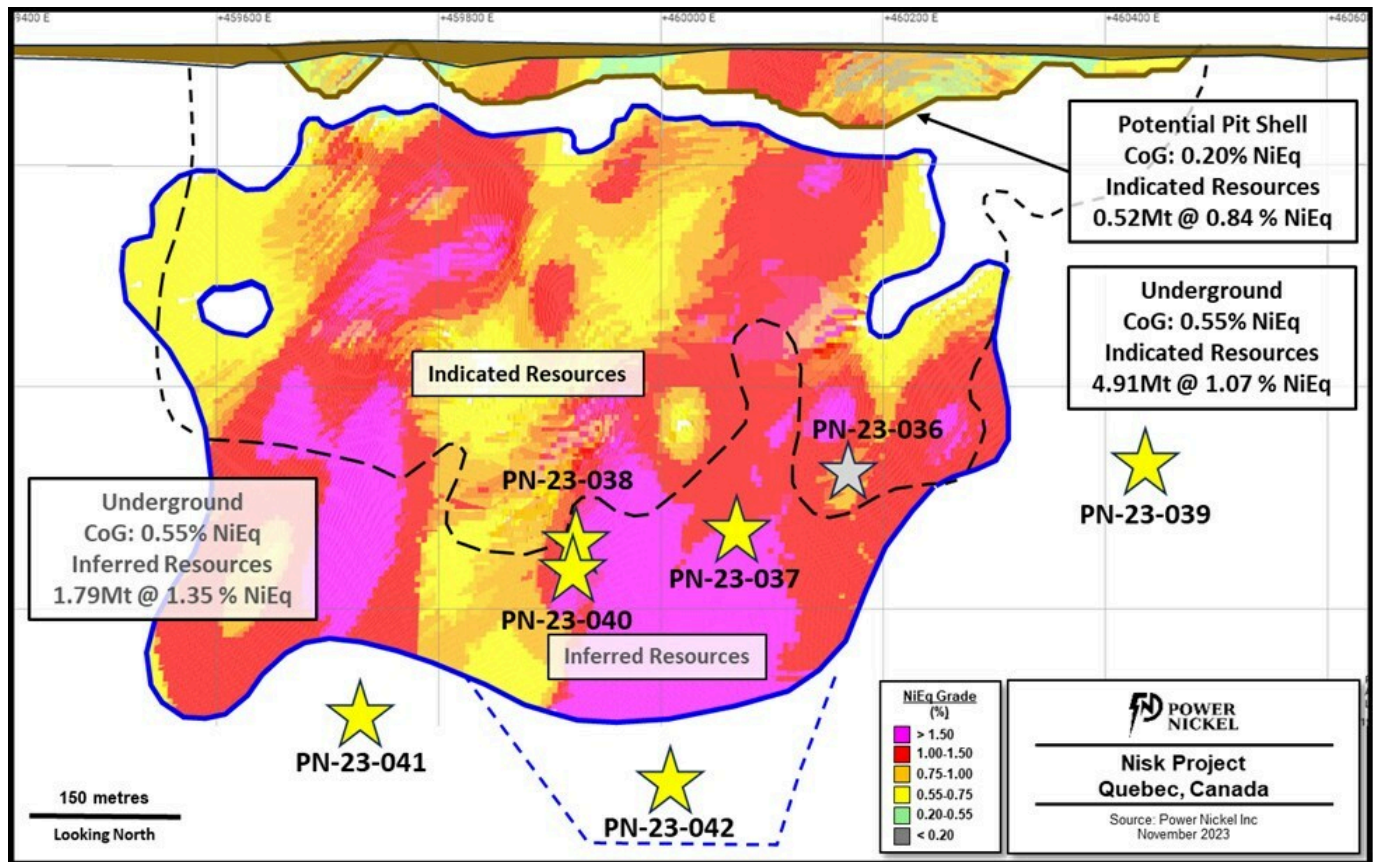 9400 E
+459600 E
+459800 E
+460000 E
+460200 E
+460400 E
+460600
Potential Pit Shell
CoG: 0.20% NiEq
Indicated Resources
0.52Mt @ 0.84 % NiEq
Underground
CoG: 0.55% NiEq
Indicated Resources
4.91Mt @ 1.07 % NiEq
Indicated Resources
PN-23-036
PN-23-038
PN-23-039
Underground
CoG: 0.55% NiEq
Inferred Resources
1.79Mt @ 1.35 % NiEq
PN-23-037
PN-23-040
Inferred Resources
PN-23-041
PN-23-042
150 metres
Looking North
NiEq Grade
(%)
> 1.50
1.00-1.50
0.75-1.00
0.55-0.75
0.20-0.55
< 0.20
POWER
NICKEL
Nisk Project
Quebec, Canada
Source: Power Nickel Inc
November 2023